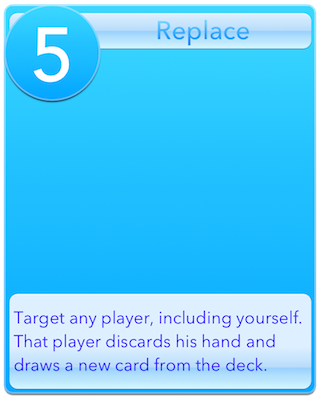 5
Replace
Target any player, including yourself.
That player discards his hand and
draws a new card from the deck.